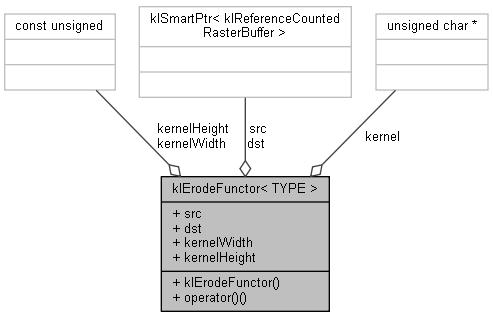 const unsigned
klSmartPtr< klReferenceCounted
RasterBuffer >
unsigned char *
kernelHeight
kernelWidth
src
dst
kernel
klErodeFunctor< TYPE >
+ src
+ dst
+ kernelWidth
+ kernelHeight
+ klErodeFunctor()
+ operator()()